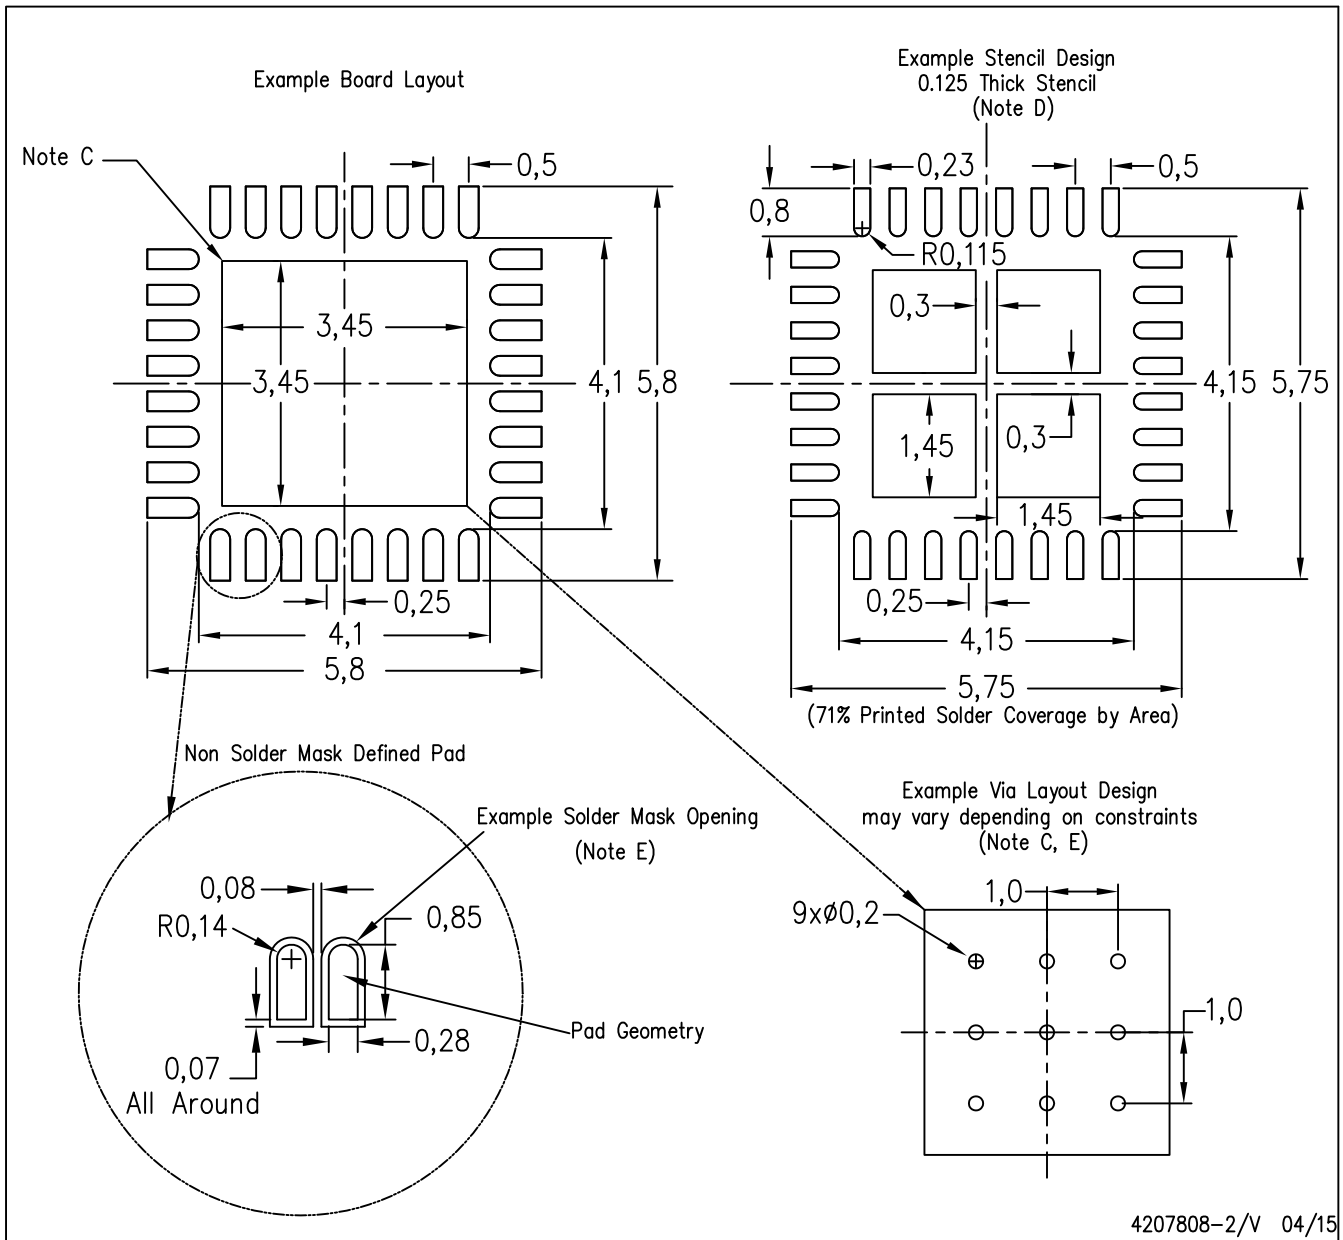 Example Board Layout
Note C
0,5
3,45
3,45
4,1
5,8
0,25
4,1
5,8
Example Stencil Design
0.125 Thick Stencil
(Note D)
0,23
0,5
0,8
R0,115
0,3
4,15
5,75
1,45
0,3
1,45
0,25
4,15
5,75
(71% Printed Solder Coverage by Area)
Non Solder Mask Defined Pad
Example Solder Mask Opening
(Note E)
0,08
R0,14
0,85
Pad Geometry
0,28
0,07
All Around
Example Via Layout Design
may vary depending on constraints
(Note C, E)
1,0
9xø0,2
1,0
4207808-2/V 04/15